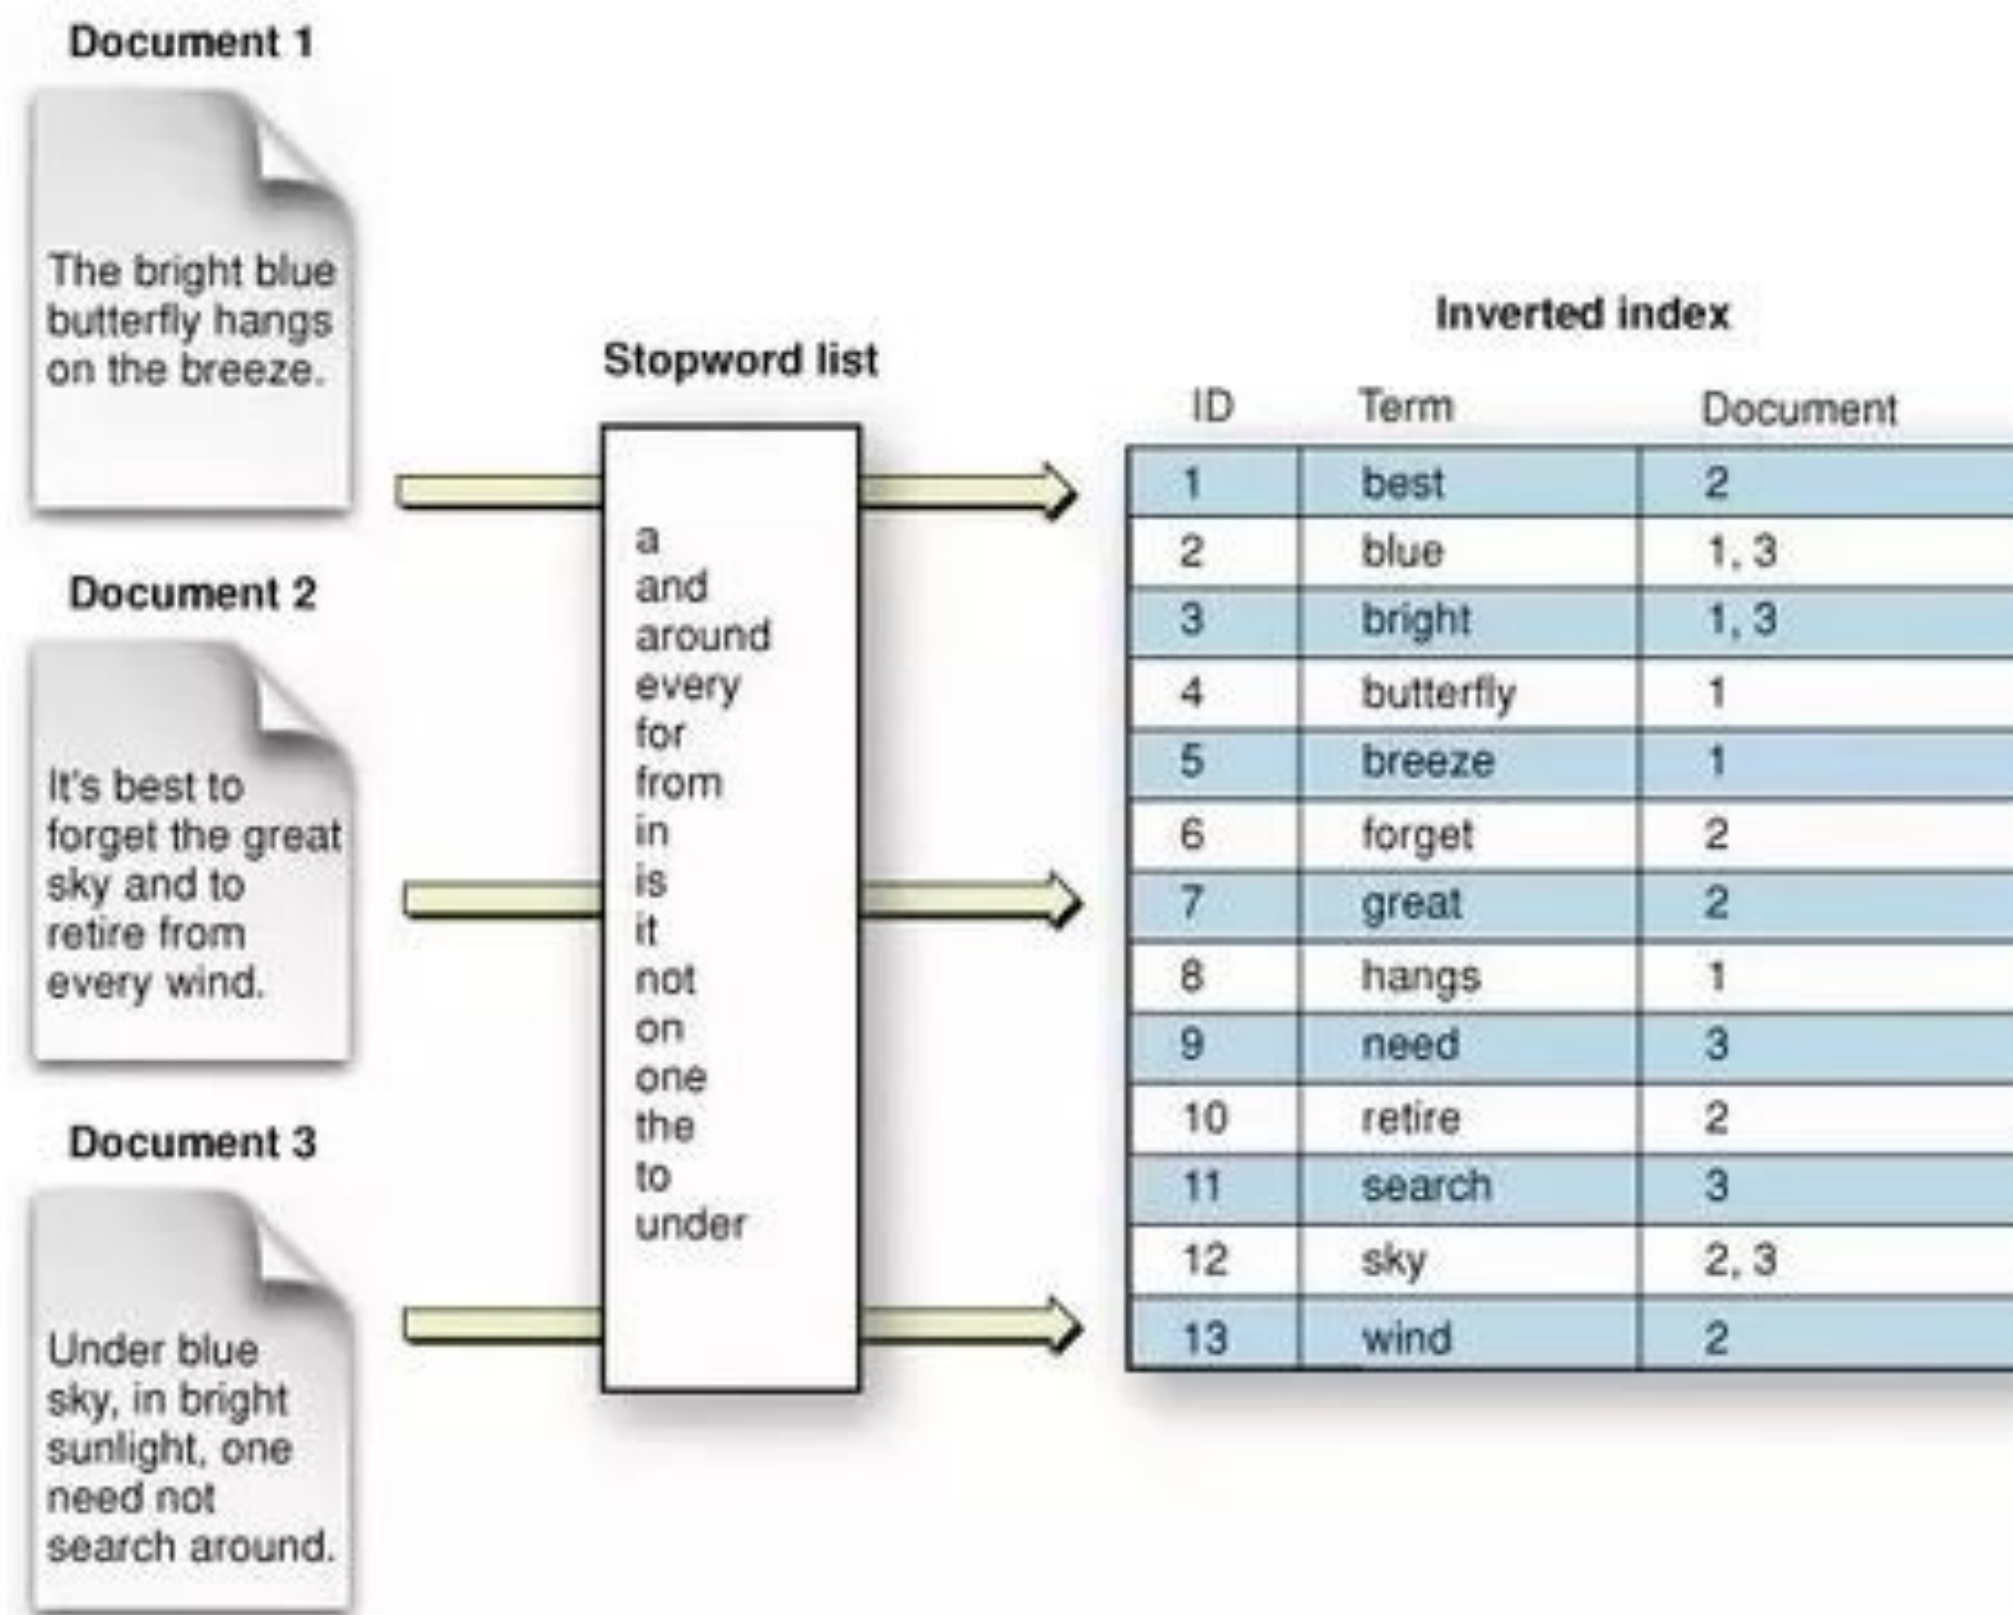 Document 1
The bright blue
butterfly hangs
on the breeze.
Document 2
It's best to
forget the great
sky and to
retire from
every wind.
Document 3
Under blue
sky, in bright
sunlight, one
need not
search around.
Stopword list
a
and
around
every
for
from
in
is
it
not
on
one
the
to
under
Inverted index
ID Term Document
1 best 2
2 blue 1, 3
3 bright 1, 3
4 butterfly 1
5 breeze 1
6 forget 2
7 great 2
8 hangs 1
9 need 3
10 retire 2
11 search 3
12 sky 2, 3
13 wind 2